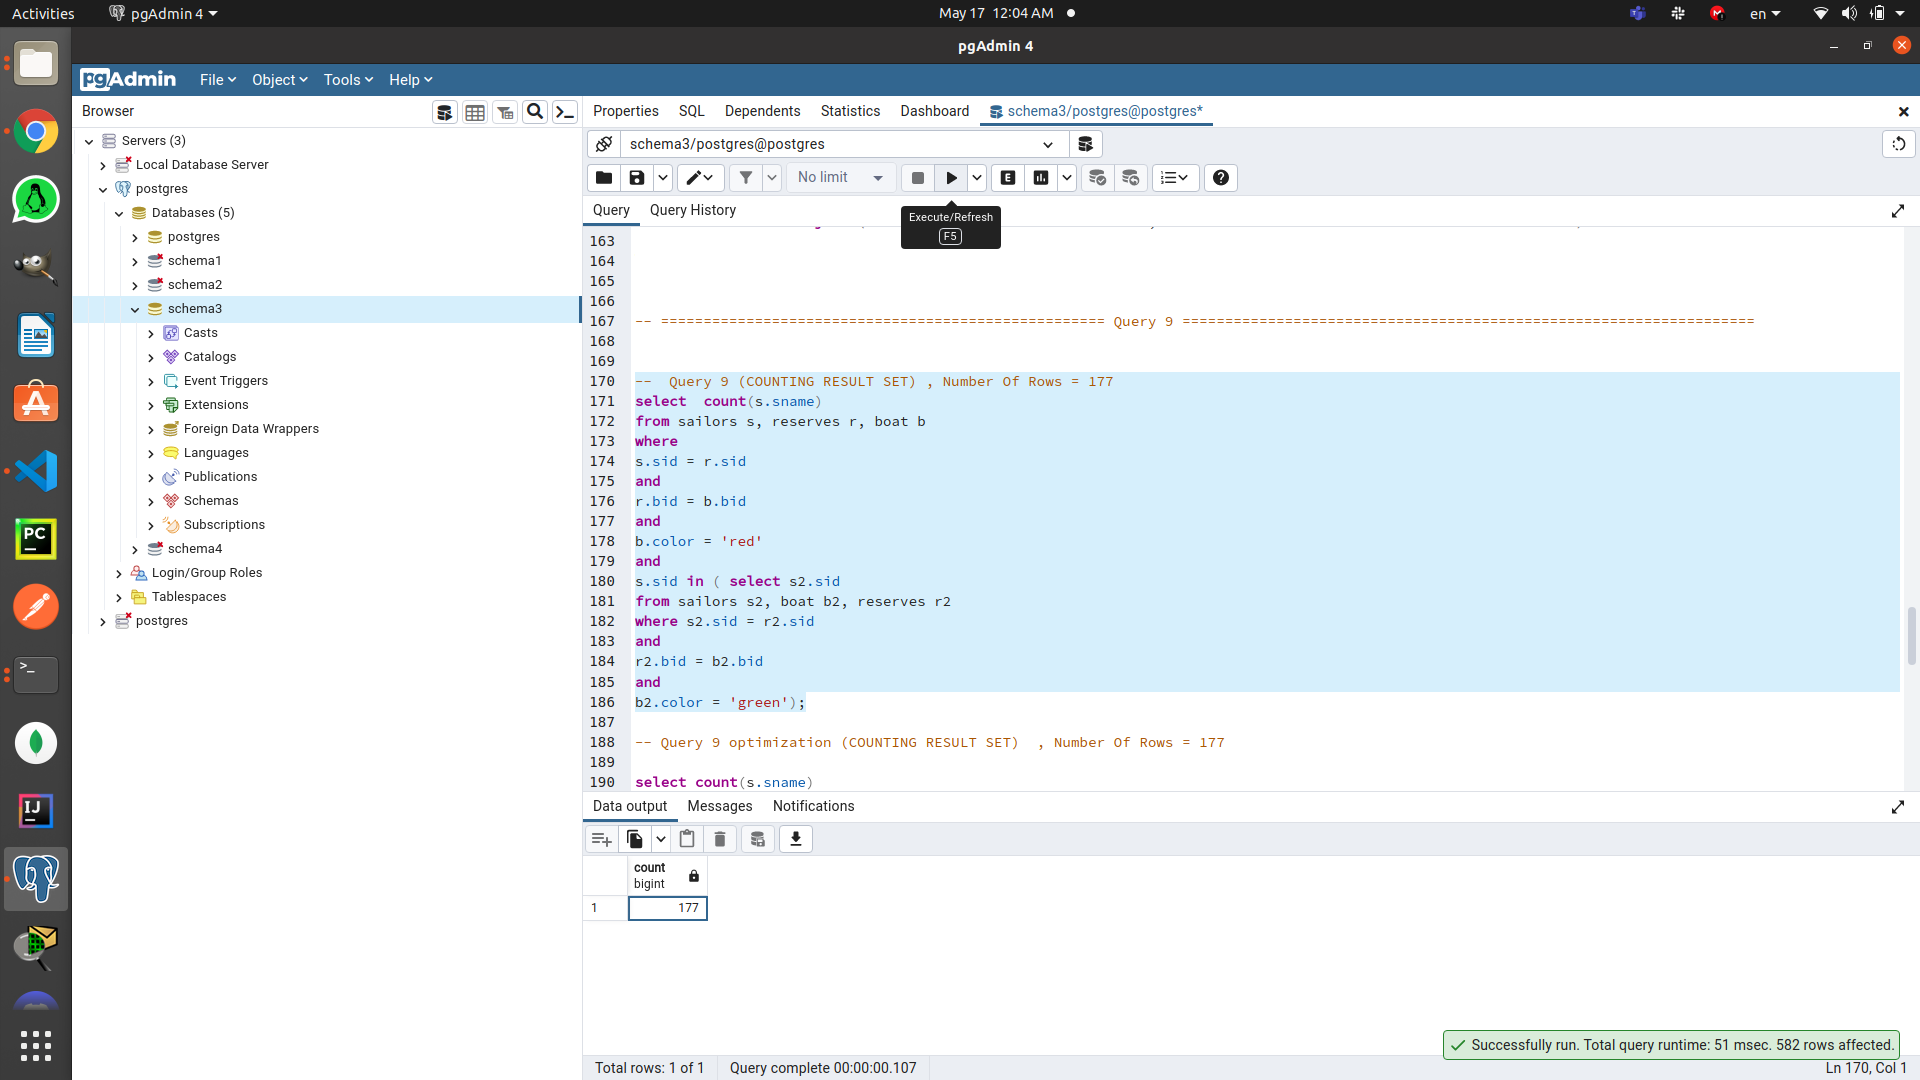 Activities
pgAdmin 4
May 17 12:04 AM
en
pgAdmin 4
pgAdmin
File
Object
Tools
Help
Browser
Servers (3)
Local Database Server
postgres
Databases (5)
postgres
schema1
schema2
schema3
Casts
Catalogs
Event Triggers
Extensions
Foreign Data Wrappers
Languages
Publications
Schemas
Subscriptions
schema4
Login/Group Roles
Tablespaces
postgres
Properties
SQL
Dependents
Statistics
Dashboard
schema3/postgres@postgres*
schema3/postgres@postgres
No limit
E
Execute/Refresh
F5
Query
Query History
163
164
165
166
167 -- ==================================================== Query 9 ===================================================================
168
169
170 --  Query 9 (COUNTING RESULT SET) , Number Of Rows = 177
171 select  count(s.sname)
172 from sailors s, reserves r, boat b
173 where
174 s.sid = r.sid
175 and
176 r.bid = b.bid
177 and
178 b.color = 'red'
179 and
180 s.sid in ( select s2.sid
181 from sailors s2, boat b2, reserves r2
182 where s2.sid = r2.sid
183 and
184 r2.bid = b2.bid
185 and
186 b2.color = 'green');
187
188 -- Query 9 optimization (COUNTING RESULT SET)  , Number Of Rows = 177
189
190 select count(s.sname)
Data output
Messages
Notifications
count
bigint
1 177
Successfully run. Total query runtime: 51 msec. 582 rows affected.
Total rows: 1 of 1
Query complete 00:00:00.107
Ln 170, Col 1
PC
IJ